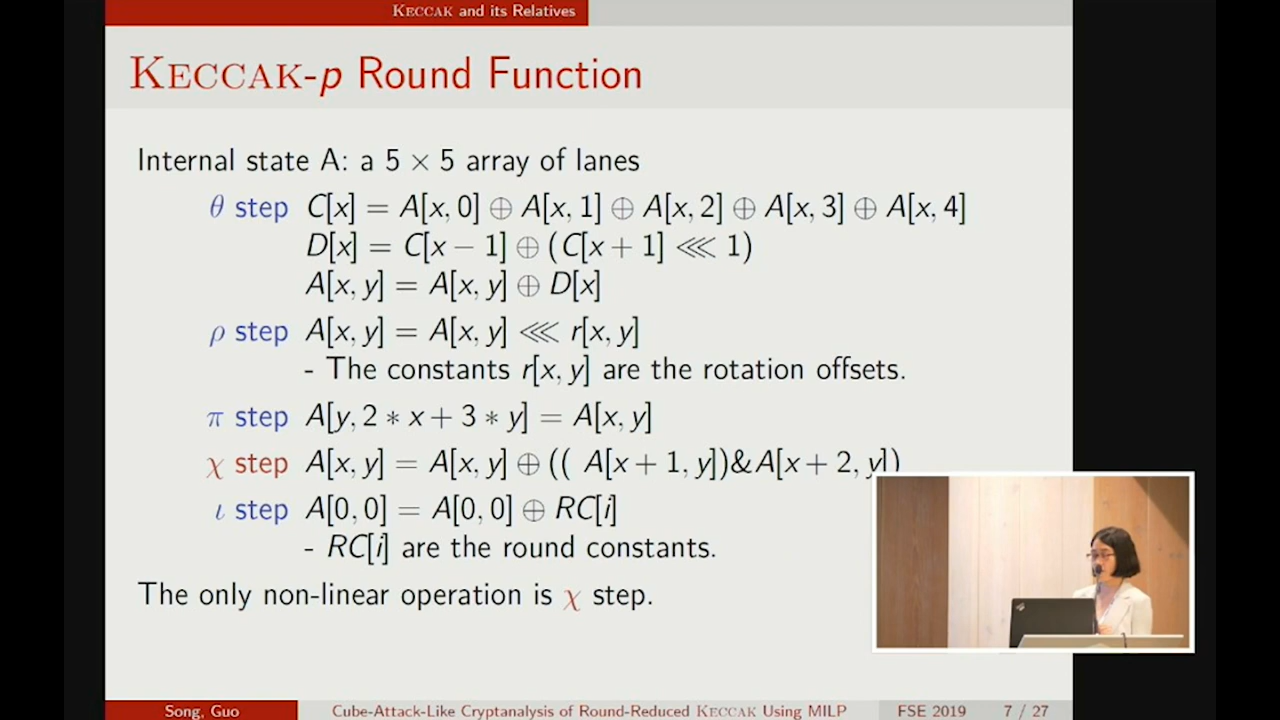 KECCAK and its Relatives
KECCAK-p Round Function
Internal state A: a 5 × 5 array of lanes
θ step C[x] = A[x, 0] ⊕ A[x, 1] ⊕ A[x, 2] ⊕ A[x, 3] ⊕ A[x, 4]
D[x] = C[x − 1] ⊕ (C[x + 1] ⋘ 1)
A[x, y] = A[x, y] ⊕ D[x]
ρ step A[x, y] = A[x, y] ⋘ r[x, y]
- The constants r[x, y] are the rotation offsets.
π step A[y, 2 * x + 3 * y] = A[x, y]
χ step A[x, y] = A[x, y] ⊕ (( A[x + 1, y])&A[x + 2, y])
ι step A[0, 0] = A[0, 0] ⊕ RC[i]
- RC[i] are the round constants.
The only non-linear operation is χ step.
Song, Guo Cube-Attack-Like Cryptanalysis of Round-Reduced KECCAK Using MILP FSE 2019 7 / 27